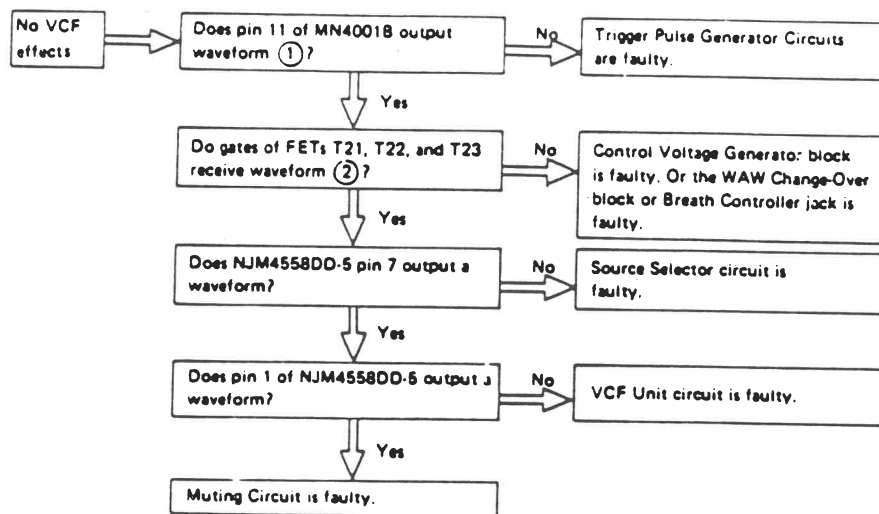 No VCF
effects
Does pin 11 of MN4001B output
waveform ①?
No
Trigger Pulse Generator Circuits
are faulty.
Yes
Do gates of FETs T21, T22, and T23
receive waveform ②?
No
Control Voltage Generator block
is faulty. Or the WAW Change-Over
block or Breath Controller jack is
faulty.
Yes
Does NJM4558DD-5 pin 7 output a
waveform?
No
Source Selector circuit is
faulty.
Yes
Does pin 1 of NJM4558DD-5 output a
waveform?
No
VCF Unit circuit is faulty.
Yes
Muting Circuit is faulty.